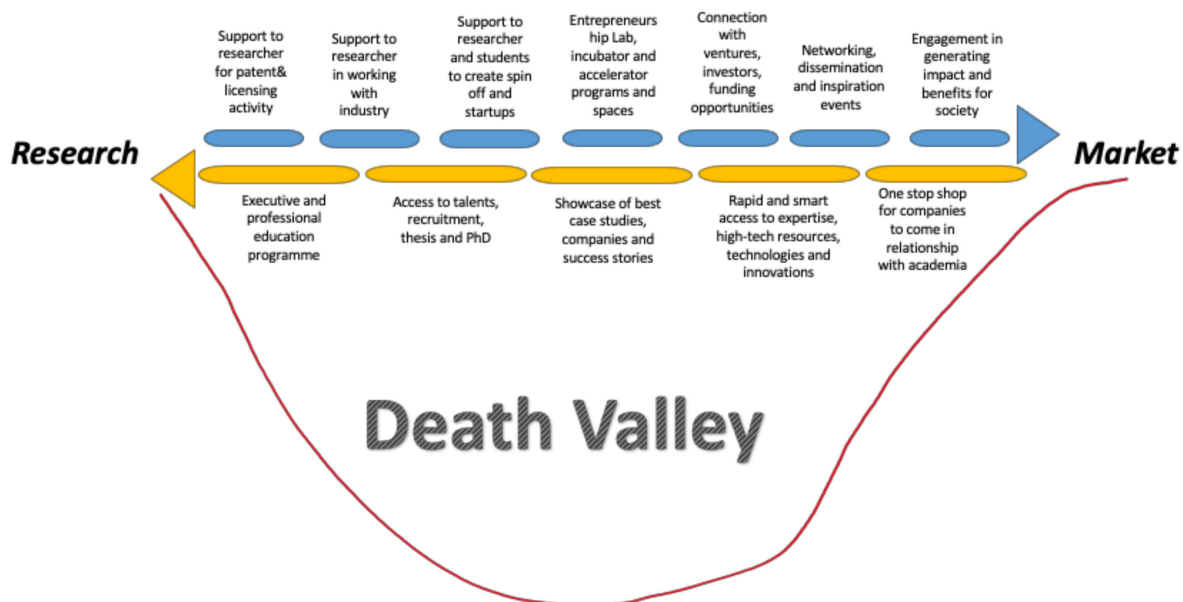 Support to
researcher
for patent&
licensing
activity
Support to
researcher
in working
with
industry
Support to
researcher
and students
to create spin
off and
startups
Entrepreneurs
hip Lab,
incubator and
accelerator
programs and
spaces
Connection
with
ventures,
investors,
funding
opportunities
Networking,
dissemination
and inspiration
events
Engagement in
generating
impact and
benefits for
society
Research
Market
Executive and
professional
education
programme
Access to talents,
recruitment,
thesis and PhD
Showcase of best
case studies,
companies and
success stories
Rapid and smart
access to expertise,
high-tech resources,
technologies and
innovations
One stop shop
for companies
to come in
relationship
with academia
Death Valley